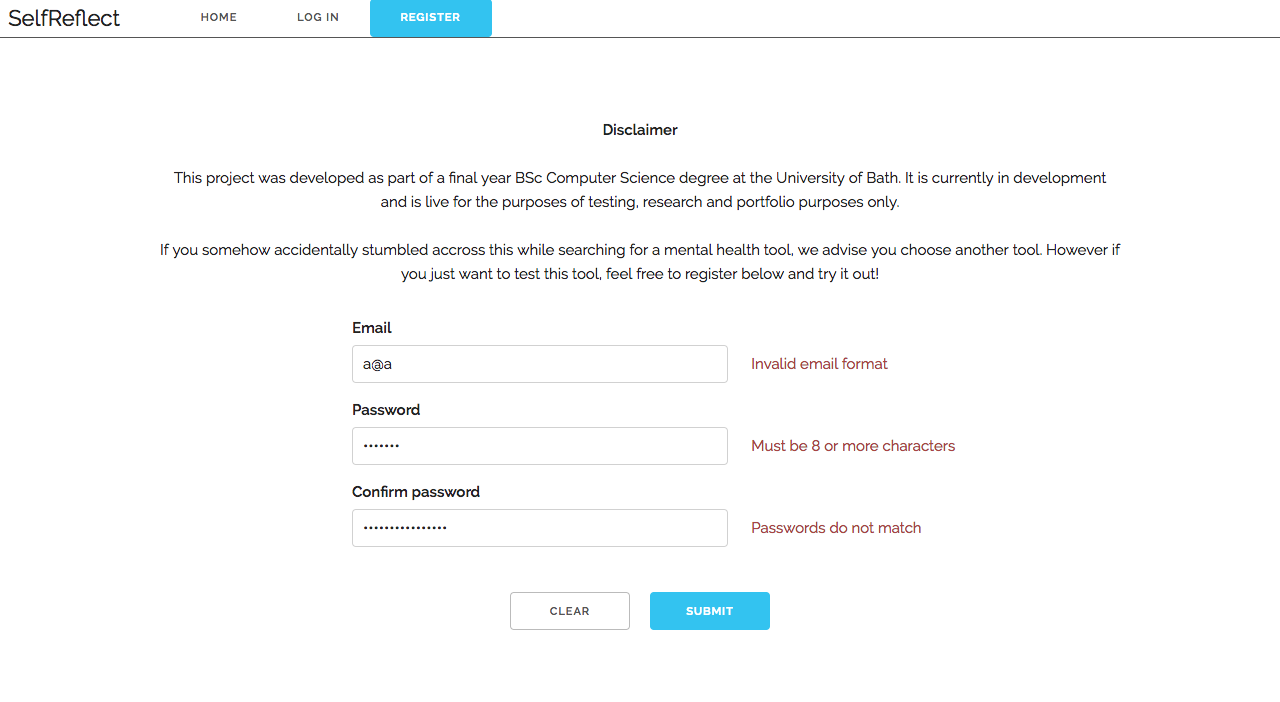 SelfReflect
HOME
LOG IN
REGISTER
Disclaimer
This project was developed as part of a final year BSc Computer Science degree at the University of Bath. It is currently in development
and is live for the purposes of testing, research and portfolio purposes only.
If you somehow accidentally stumbled accross this while searching for a mental health tool, we advise you choose another tool. However if
you just want to test this tool, feel free to register below and try it out!
Email
a@a
Invalid email format
Password
•••••••
Must be 8 or more characters
Confirm password
••••••••••••••••
Passwords do not match
CLEAR
SUBMIT